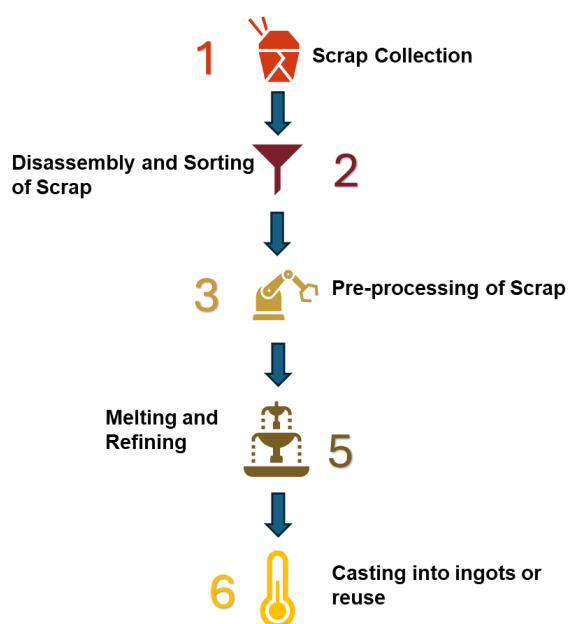 1
Scrap Collection
Disassembly and Sorting
of Scrap
2
3
Pre-processing of Scrap
Melting and
Refining
5
6
Casting into ingots or
reuse